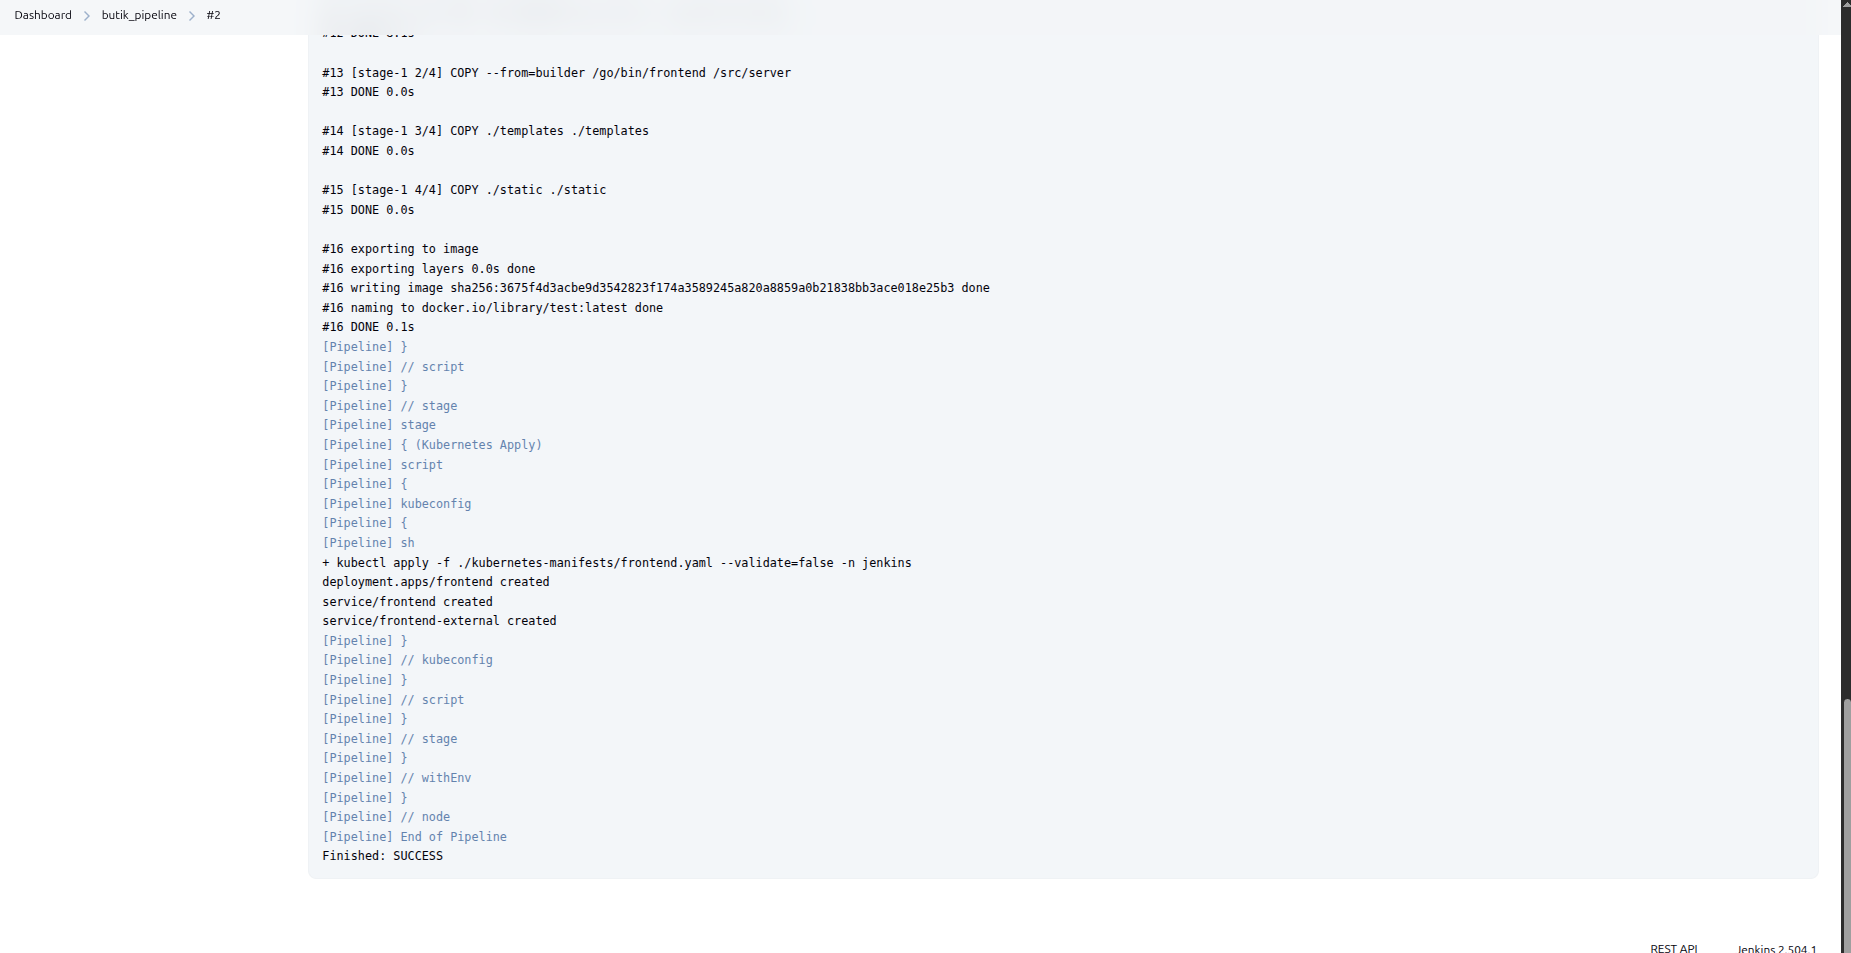 Dashboard > butik_pipeline > #2
#12 DONE 0.1s
#13 [stage-1 2/4] COPY --from=builder /go/bin/frontend /src/server
#13 DONE 0.0s
#14 [stage-1 3/4] COPY ./templates ./templates
#14 DONE 0.0s
#15 [stage-1 4/4] COPY ./static ./static
#15 DONE 0.0s
#16 exporting to image
#16 exporting layers 0.0s done
#16 writing image sha256:3675f4d3acbe9d3542823f174a3589245a820a8859a0b21838bb3ace018e25b3 done
#16 naming to docker.io/library/test:latest done
#16 DONE 0.1s
[Pipeline] }
[Pipeline] // script
[Pipeline] }
[Pipeline] // stage
[Pipeline] stage
[Pipeline] { (Kubernetes Apply)
[Pipeline] script
[Pipeline] {
[Pipeline] kubeconfig
[Pipeline] {
[Pipeline] sh
+ kubectl apply -f ./kubernetes-manifests/frontend.yaml --validate=false -n jenkins
deployment.apps/frontend created
service/frontend created
service/frontend-external created
[Pipeline] }
[Pipeline] // kubeconfig
[Pipeline] }
[Pipeline] // script
[Pipeline] }
[Pipeline] // stage
[Pipeline] }
[Pipeline] // withEnv
[Pipeline] }
[Pipeline] // node
[Pipeline] End of Pipeline
Finished: SUCCESS
REST API Jenkins 2.504.1